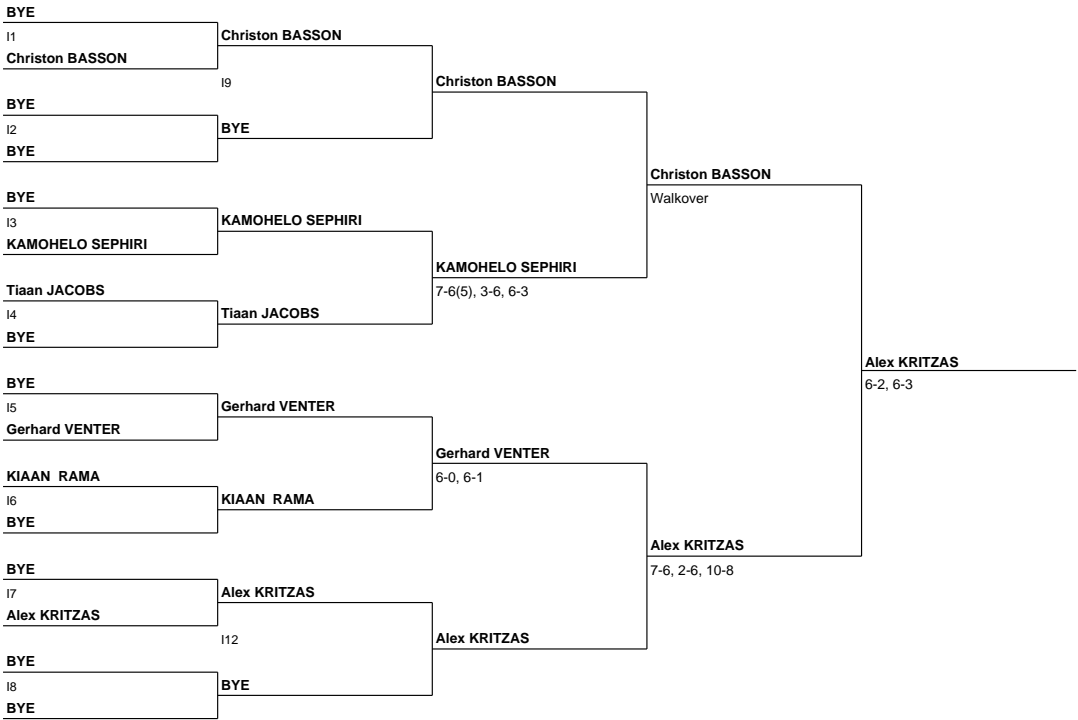 BYE
I1
Christon BASSON
BYE
I2
BYE
BYE
I3
KAMOHELO SEPHIRI
Tiaan JACOBS
I4
BYE
BYE
I5
Gerhard VENTER
KIAAN  RAMA
I6
BYE
BYE
I7
Alex KRITZAS
BYE
I8
BYE
Christon BASSON
I9
BYE
KAMOHELO SEPHIRI
Tiaan JACOBS
Gerhard VENTER
KIAAN  RAMA
Alex KRITZAS
I12
BYE
Christon BASSON
KAMOHELO SEPHIRI
7-6(5), 3-6, 6-3
Gerhard VENTER
6-0, 6-1
Alex KRITZAS
Christon BASSON
Walkover
Alex KRITZAS
7-6, 2-6, 10-8
Alex KRITZAS
6-2, 6-3